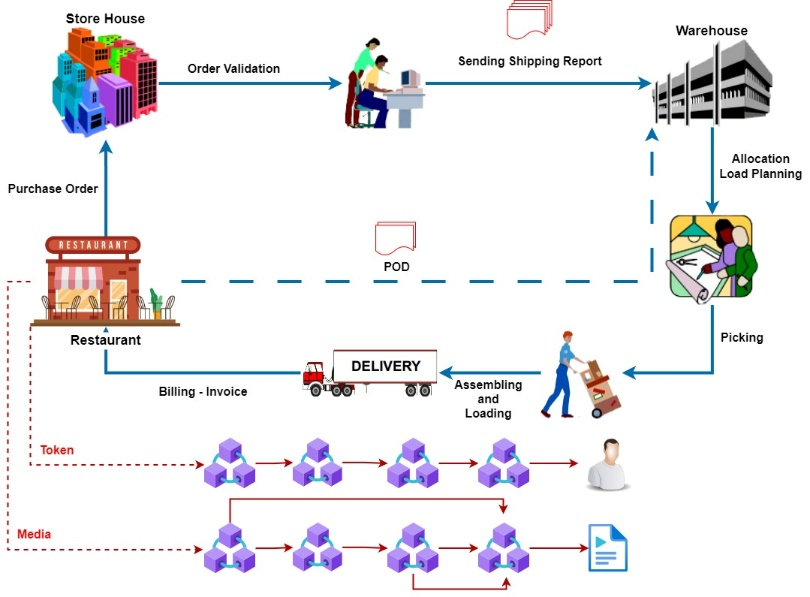 Store House
Warehouse
Order Validation
Sending Shipping Report
Allocation
Load Planning
Purchase Order
RESTAURANT
POD
Restaurant
Picking
DELIVERY
Billing - Invoice
Assembling
and
Loading
Token
Media